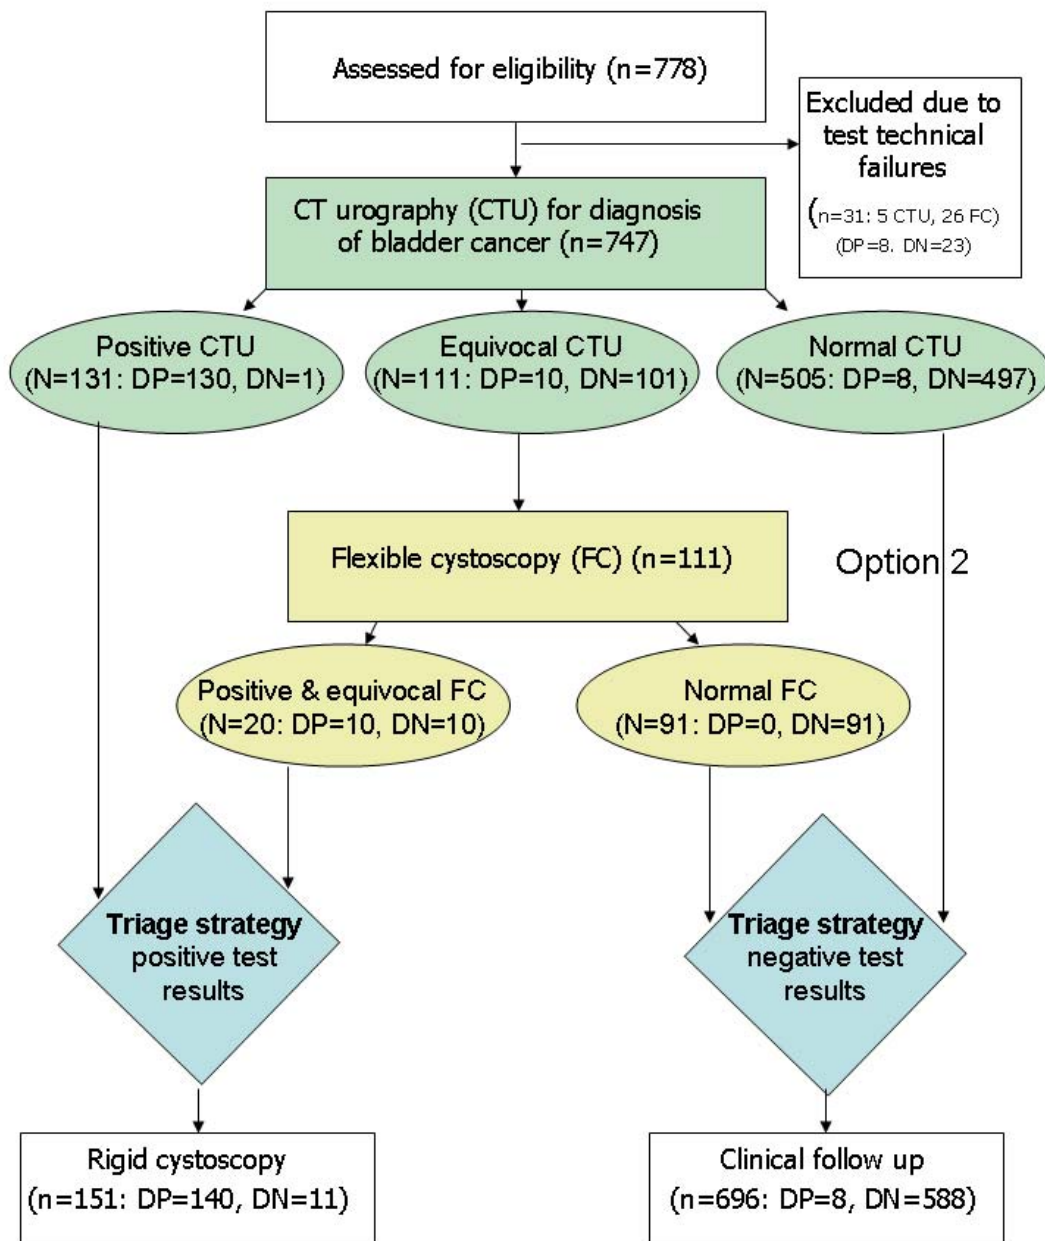 Assessed for eligibility (n=778)
Excluded due to
test technical
failures
(n=31: 5 CTU, 26 FC)
(DP=8. DN=23)
CT urography (CTU) for diagnosis
of bladder cancer (n=747)
Positive CTU
(N=131: DP=130, DN=1)
Equivocal CTU
(N=111: DP=10, DN=101)
Normal CTU
(N=505: DP=8, DN=497)
Flexible cystoscopy (FC) (n=111)
Option 2
Positive & equivocal FC
(N=20: DP=10, DN=10)
Normal FC
(N=91: DP=0, DN=91)
Triage strategy
positive test
results
Triage strategy
negative test
results
Rigid cystoscopy
(n=151: DP=140, DN=11)
Clinical follow up
(n=696: DP=8, DN=588)